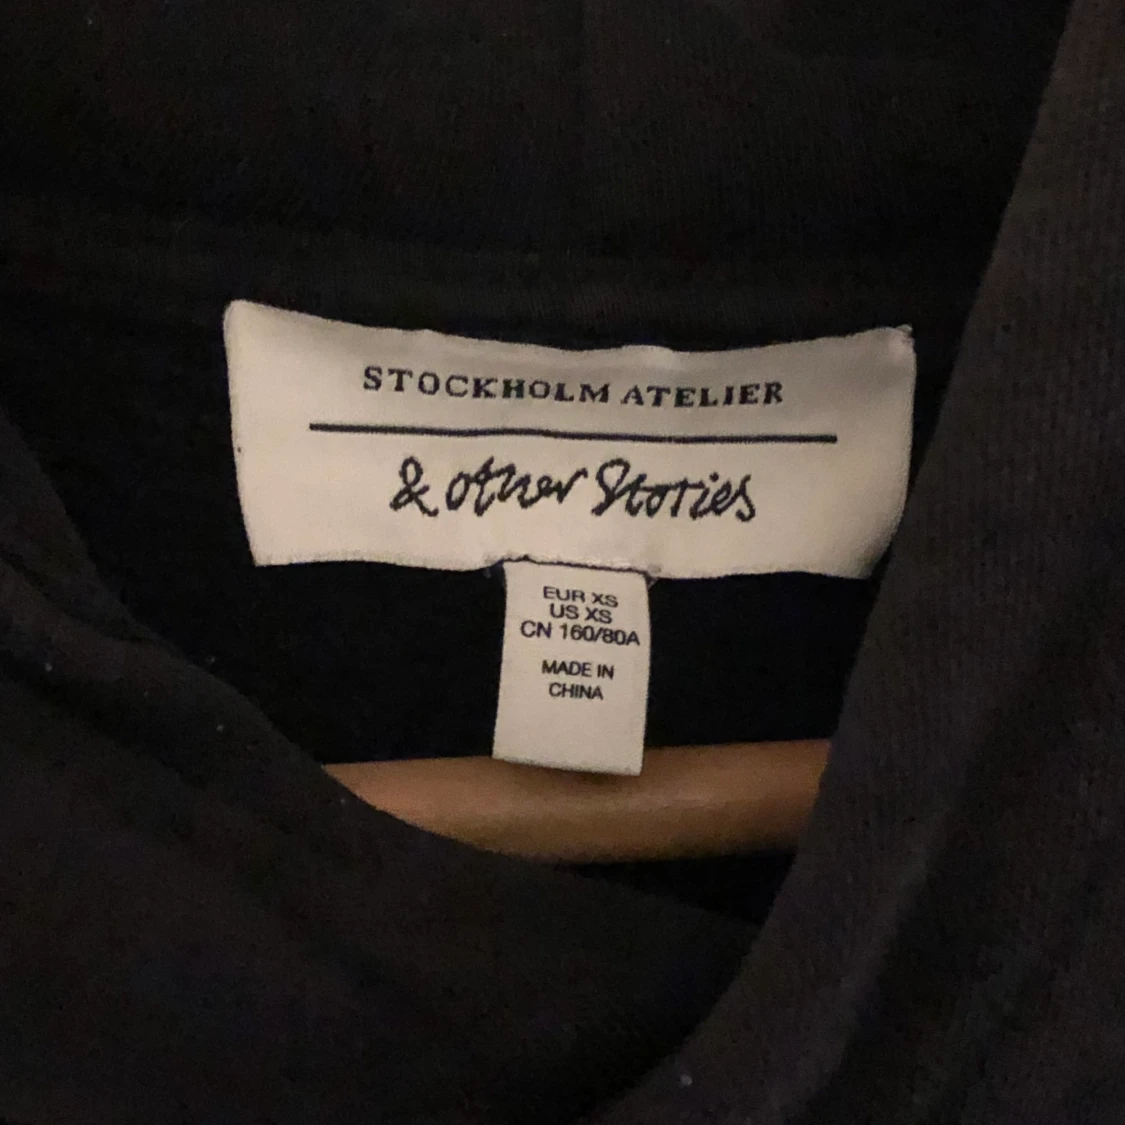 STOCKHOLM ATELIER
& other Stories
EUR XS
US XS
CN 160/80A
MADE IN
CHINA